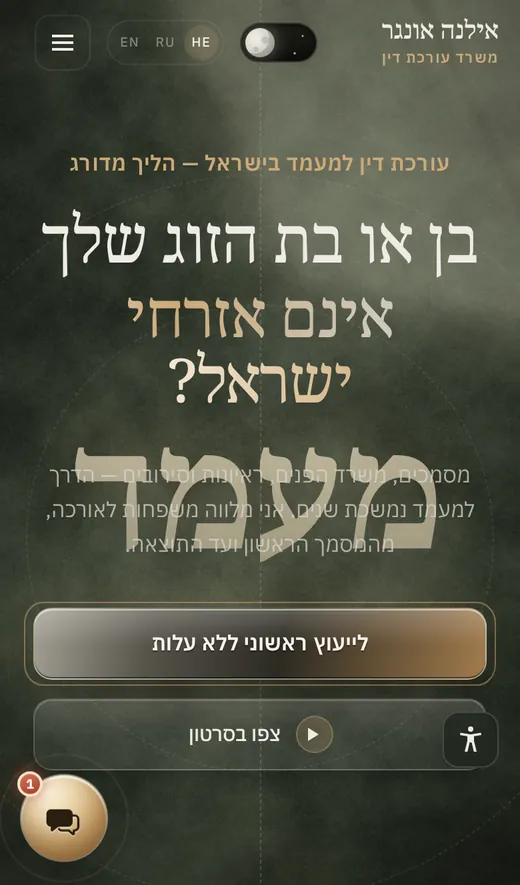 אילנה אונגר
משרד עורכת דין
EN RU HE
עורכת דין למעמד בישראל – הליך מדורג
בן או בת הזוג שלך
אינם אזרחי
ישראל?
מעמד
מסמכים, משרד הפנים, ראיונות וסירובים – הדרך
למעמד נמשכת שנים. אני מלווה משפחות לאורכה,
מהמסמך הראשון ועד התוצאה.
לייעוץ ראשוני ללא עלות
צפו בסרטון
1